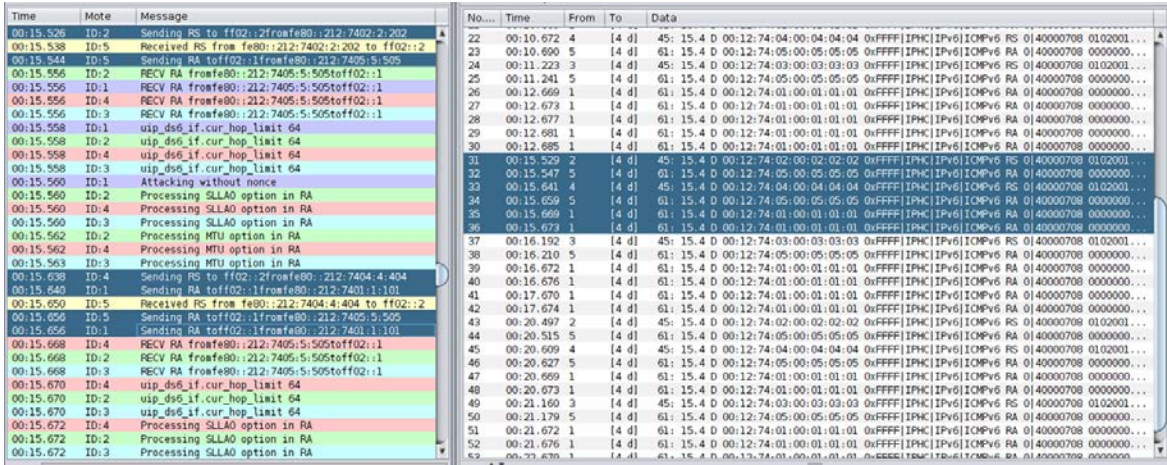 Time Mote Message
00:15.526 ID:2 Sending RS to ff02::2fromfe80::212:7402:2:202
00:15.538 ID:5 Received RS from fe80::212:7402:2:202 to ff02::2
00:15.544 ID:5 Sending RA toff02::1fromfe80::212:7405:5:505
00:15.556 ID:2 RECV RA fromfe80::212:7405:5:505toff02::1
00:15.556 ID:1 RECV RA fromfe80::212:7405:5:505toff02::1
00:15.556 ID:4 RECV RA fromfe80::212:7405:5:505toff02::1
00:15.556 ID:3 RECV RA fromfe80::212:7405:5:505toff02::1
00:15.558 ID:1 uip_ds6_if.cur_hop_limit 64
00:15.558 ID:2 uip_ds6_if.cur_hop_limit 64
00:15.558 ID:4 uip_ds6_if.cur_hop_limit 64
00:15.558 ID:3 uip_ds6_if.cur_hop_limit 64
00:15.560 ID:1 Attacking without nonce
00:15.560 ID:2 Processing SLLAO option in RA
00:15.560 ID:4 Processing SLLAO option in RA
00:15.560 ID:3 Processing SLLAO option in RA
00:15.562 ID:2 Processing MTU option in RA
00:15.562 ID:4 Processing MTU option in RA
00:15.563 ID:3 Processing MTU option in RA
00:15.638 ID:4 Sending RS to ff02::2fromfe80::212:7404:4:404
00:15.640 ID:1 Sending RA toff02::1fromfe80::212:7401:1:101
00:15.650 ID:5 Received RS from fe80::212:7404:4:404 to ff02::2
00:15.656 ID:5 Sending RA toff02::1fromfe80::212:7405:5:505
00:15.656 ID:1 Sending RA toff02::1fromfe80::212:7401:1:101
00:15.668 ID:4 RECV RA fromfe80::212:7405:5:505toff02::1
00:15.668 ID:2 RECV RA fromfe80::212:7405:5:505toff02::1
00:15.668 ID:3 RECV RA fromfe80::212:7405:5:505toff02::1
00:15.670 ID:4 uip_ds6_if.cur_hop_limit 64
00:15.670 ID:2 uip_ds6_if.cur_hop_limit 64
00:15.670 ID:3 uip_ds6_if.cur_hop_limit 64
00:15.672 ID:4 Processing SLLAO option in RA
00:15.672 ID:2 Processing SLLAO option in RA
00:15.672 ID:3 Processing SLLAO option in RA
No.... Time From To Data
22 00:10.672 4 [4 d] 45: 15.4 D 00:12:74:04:00:04:04:04 0xFFFF|IPHC|IPv6|ICMPv6 RS 0|40000708 0102001...
23 00:10.690 5 [4 d] 61: 15.4 D 00:12:74:05:00:05:05:05 0xFFFF|IPHC|IPv6|ICMPv6 RA 0|40000708 0000000...
24 00:11.223 3 [4 d] 45: 15.4 D 00:12:74:03:00:03:03:03 0xFFFF|IPHC|IPv6|ICMPv6 RS 0|40000708 0102001...
25 00:11.241 5 [4 d] 61: 15.4 D 00:12:74:05:00:05:05:05 0xFFFF|IPHC|IPv6|ICMPv6 RA 0|40000708 0000000...
26 00:12.669 1 [4 d] 61: 15.4 D 00:12:74:01:00:01:01:01 0xFFFF|IPHC|IPv6|ICMPv6 RA 0|40000708 0000000...
27 00:12.673 1 [4 d] 61: 15.4 D 00:12:74:01:00:01:01:01 0xFFFF|IPHC|IPv6|ICMPv6 RA 0|40000708 0000000...
28 00:12.677 1 [4 d] 61: 15.4 D 00:12:74:01:00:01:01:01 0xFFFF|IPHC|IPv6|ICMPv6 RA 0|40000708 0000000...
29 00:12.681 1 [4 d] 61: 15.4 D 00:12:74:01:00:01:01:01 0xFFFF|IPHC|IPv6|ICMPv6 RA 0|40000708 0000000...
30 00:12.685 1 [4 d] 61: 15.4 D 00:12:74:01:00:01:01:01 0xFFFF|IPHC|IPv6|ICMPv6 RA 0|40000708 0000000...
31 00:15.529 2 [4 d] 45: 15.4 D 00:12:74:02:00:02:02:02 0xFFFF|IPHC|IPv6|ICMPv6 RS 0|40000708 0102001...
32 00:15.547 5 [4 d] 61: 15.4 D 00:12:74:05:00:05:05:05 0xFFFF|IPHC|IPv6|ICMPv6 RA 0|40000708 0000000...
33 00:15.641 4 [4 d] 45: 15.4 D 00:12:74:04:00:04:04:04 0xFFFF|IPHC|IPv6|ICMPv6 RS 0|40000708 0102001...
34 00:15.659 5 [4 d] 61: 15.4 D 00:12:74:05:00:05:05:05 0xFFFF|IPHC|IPv6|ICMPv6 RA 0|40000708 0000000...
35 00:15.669 1 [4 d] 61: 15.4 D 00:12:74:01:00:01:01:01 0xFFFF|IPHC|IPv6|ICMPv6 RA 0|40000708 0000000...
36 00:15.673 1 [4 d] 61: 15.4 D 00:12:74:01:00:01:01:01 0xFFFF|IPHC|IPv6|ICMPv6 RA 0|40000708 0000000...
37 00:16.192 3 [4 d] 45: 15.4 D 00:12:74:03:00:03:03:03 0xFFFF|IPHC|IPv6|ICMPv6 RS 0|40000708 0102001...
38 00:16.210 5 [4 d] 61: 15.4 D 00:12:74:05:00:05:05:05 0xFFFF|IPHC|IPv6|ICMPv6 RA 0|40000708 0000000...
39 00:16.672 1 [4 d] 61: 15.4 D 00:12:74:01:00:01:01:01 0xFFFF|IPHC|IPv6|ICMPv6 RA 0|40000708 0000000...
40 00:16.676 1 [4 d] 61: 15.4 D 00:12:74:01:00:01:01:01 0xFFFF|IPHC|IPv6|ICMPv6 RA 0|40000708 0000000...
41 00:17.670 1 [4 d] 61: 15.4 D 00:12:74:01:00:01:01:01 0xFFFF|IPHC|IPv6|ICMPv6 RA 0|40000708 0000000...
42 00:17.674 1 [4 d] 61: 15.4 D 00:12:74:01:00:01:01:01 0xFFFF|IPHC|IPv6|ICMPv6 RA 0|40000708 0000000...
43 00:20.497 2 [4 d] 45: 15.4 D 00:12:74:02:00:02:02:02 0xFFFF|IPHC|IPv6|ICMPv6 RS 0|40000708 0102001...
44 00:20.515 5 [4 d] 61: 15.4 D 00:12:74:05:00:05:05:05 0xFFFF|IPHC|IPv6|ICMPv6 RA 0|40000708 0000000...
45 00:20.609 4 [4 d] 45: 15.4 D 00:12:74:04:00:04:04:04 0xFFFF|IPHC|IPv6|ICMPv6 RS 0|40000708 0102001...
46 00:20.627 5 [4 d] 61: 15.4 D 00:12:74:05:00:05:05:05 0xFFFF|IPHC|IPv6|ICMPv6 RA 0|40000708 0000000...
47 00:20.669 1 [4 d] 61: 15.4 D 00:12:74:01:00:01:01:01 0xFFFF|IPHC|IPv6|ICMPv6 RA 0|40000708 0000000...
48 00:20.673 1 [4 d] 61: 15.4 D 00:12:74:01:00:01:01:01 0xFFFF|IPHC|IPv6|ICMPv6 RA 0|40000708 0000000...
49 00:21.160 3 [4 d] 45: 15.4 D 00:12:74:03:00:03:03:03 0xFFFF|IPHC|IPv6|ICMPv6 RS 0|40000708 0102001...
50 00:21.179 5 [4 d] 61: 15.4 D 00:12:74:05:00:05:05:05 0xFFFF|IPHC|IPv6|ICMPv6 RA 0|40000708 0000000...
51 00:21.672 1 [4 d] 61: 15.4 D 00:12:74:01:00:01:01:01 0xFFFF|IPHC|IPv6|ICMPv6 RA 0|40000708 0000000...
52 00:21.676 1 [4 d] 61: 15.4 D 00:12:74:01:00:01:01:01 0xFFFF|IPHC|IPv6|ICMPv6 RA 0|40000708 0000000...